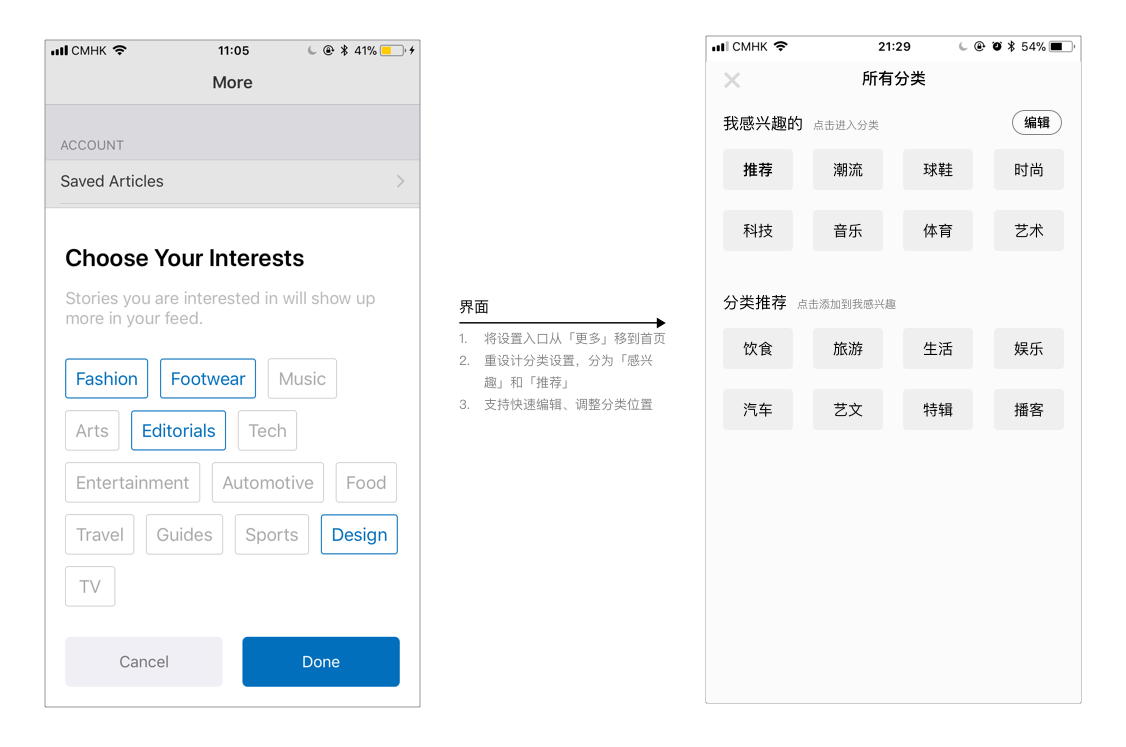 CMHK 11:05 41%
More
ACCOUNT
Saved Articles
Choose Your Interests
Stories you are interested in will show up
more in your feed.
Fashion Footwear Music
Arts Editorials Tech
Entertainment Automotive Food
Travel Guides Sports Design
TV
Cancel Done
界面
1. 将设置入口从「更多」移到首页
2. 重设计分类设置，分为「感兴
趣」和「推荐」
3. 支持快速编辑、调整分类位置
CMHK 21:29 54%
所有分类
我感兴趣的 点击进入分类 编辑
推荐 潮流 球鞋 时尚
科技 音乐 体育 艺术
分类推荐 点击添加到我感兴趣
饮食 旅游 生活 娱乐
汽车 艺文 特辑 播客